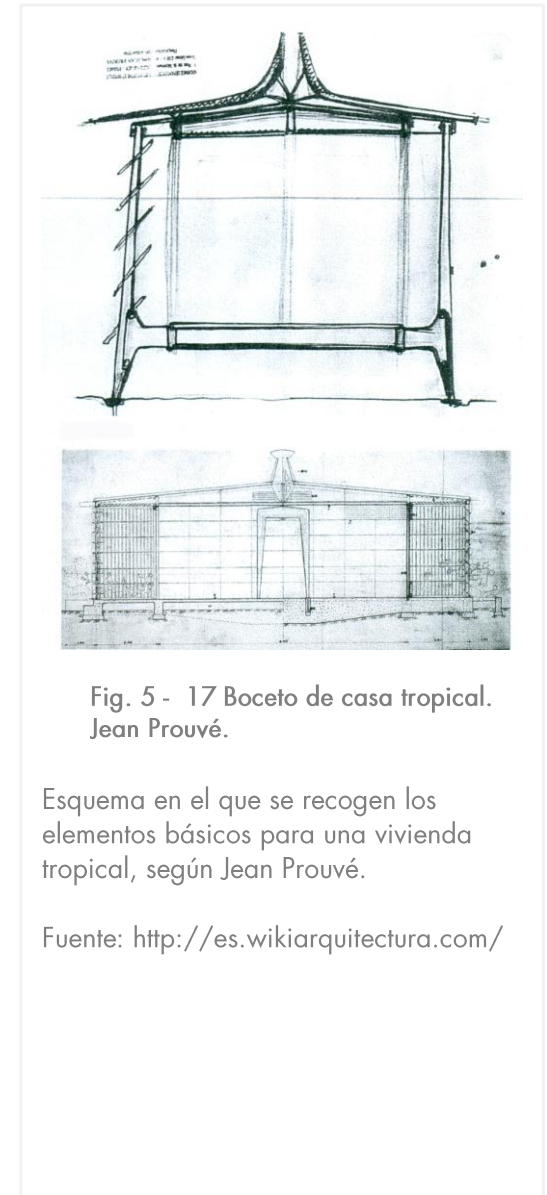 Fig. 5 -  17 Boceto de casa tropical.
Jean Prouvé.
Esquema en el que se recogen los
elementos básicos para una vivienda
tropical, según Jean Prouvé.
Fuente: http://es.wikiarquitectura.com/